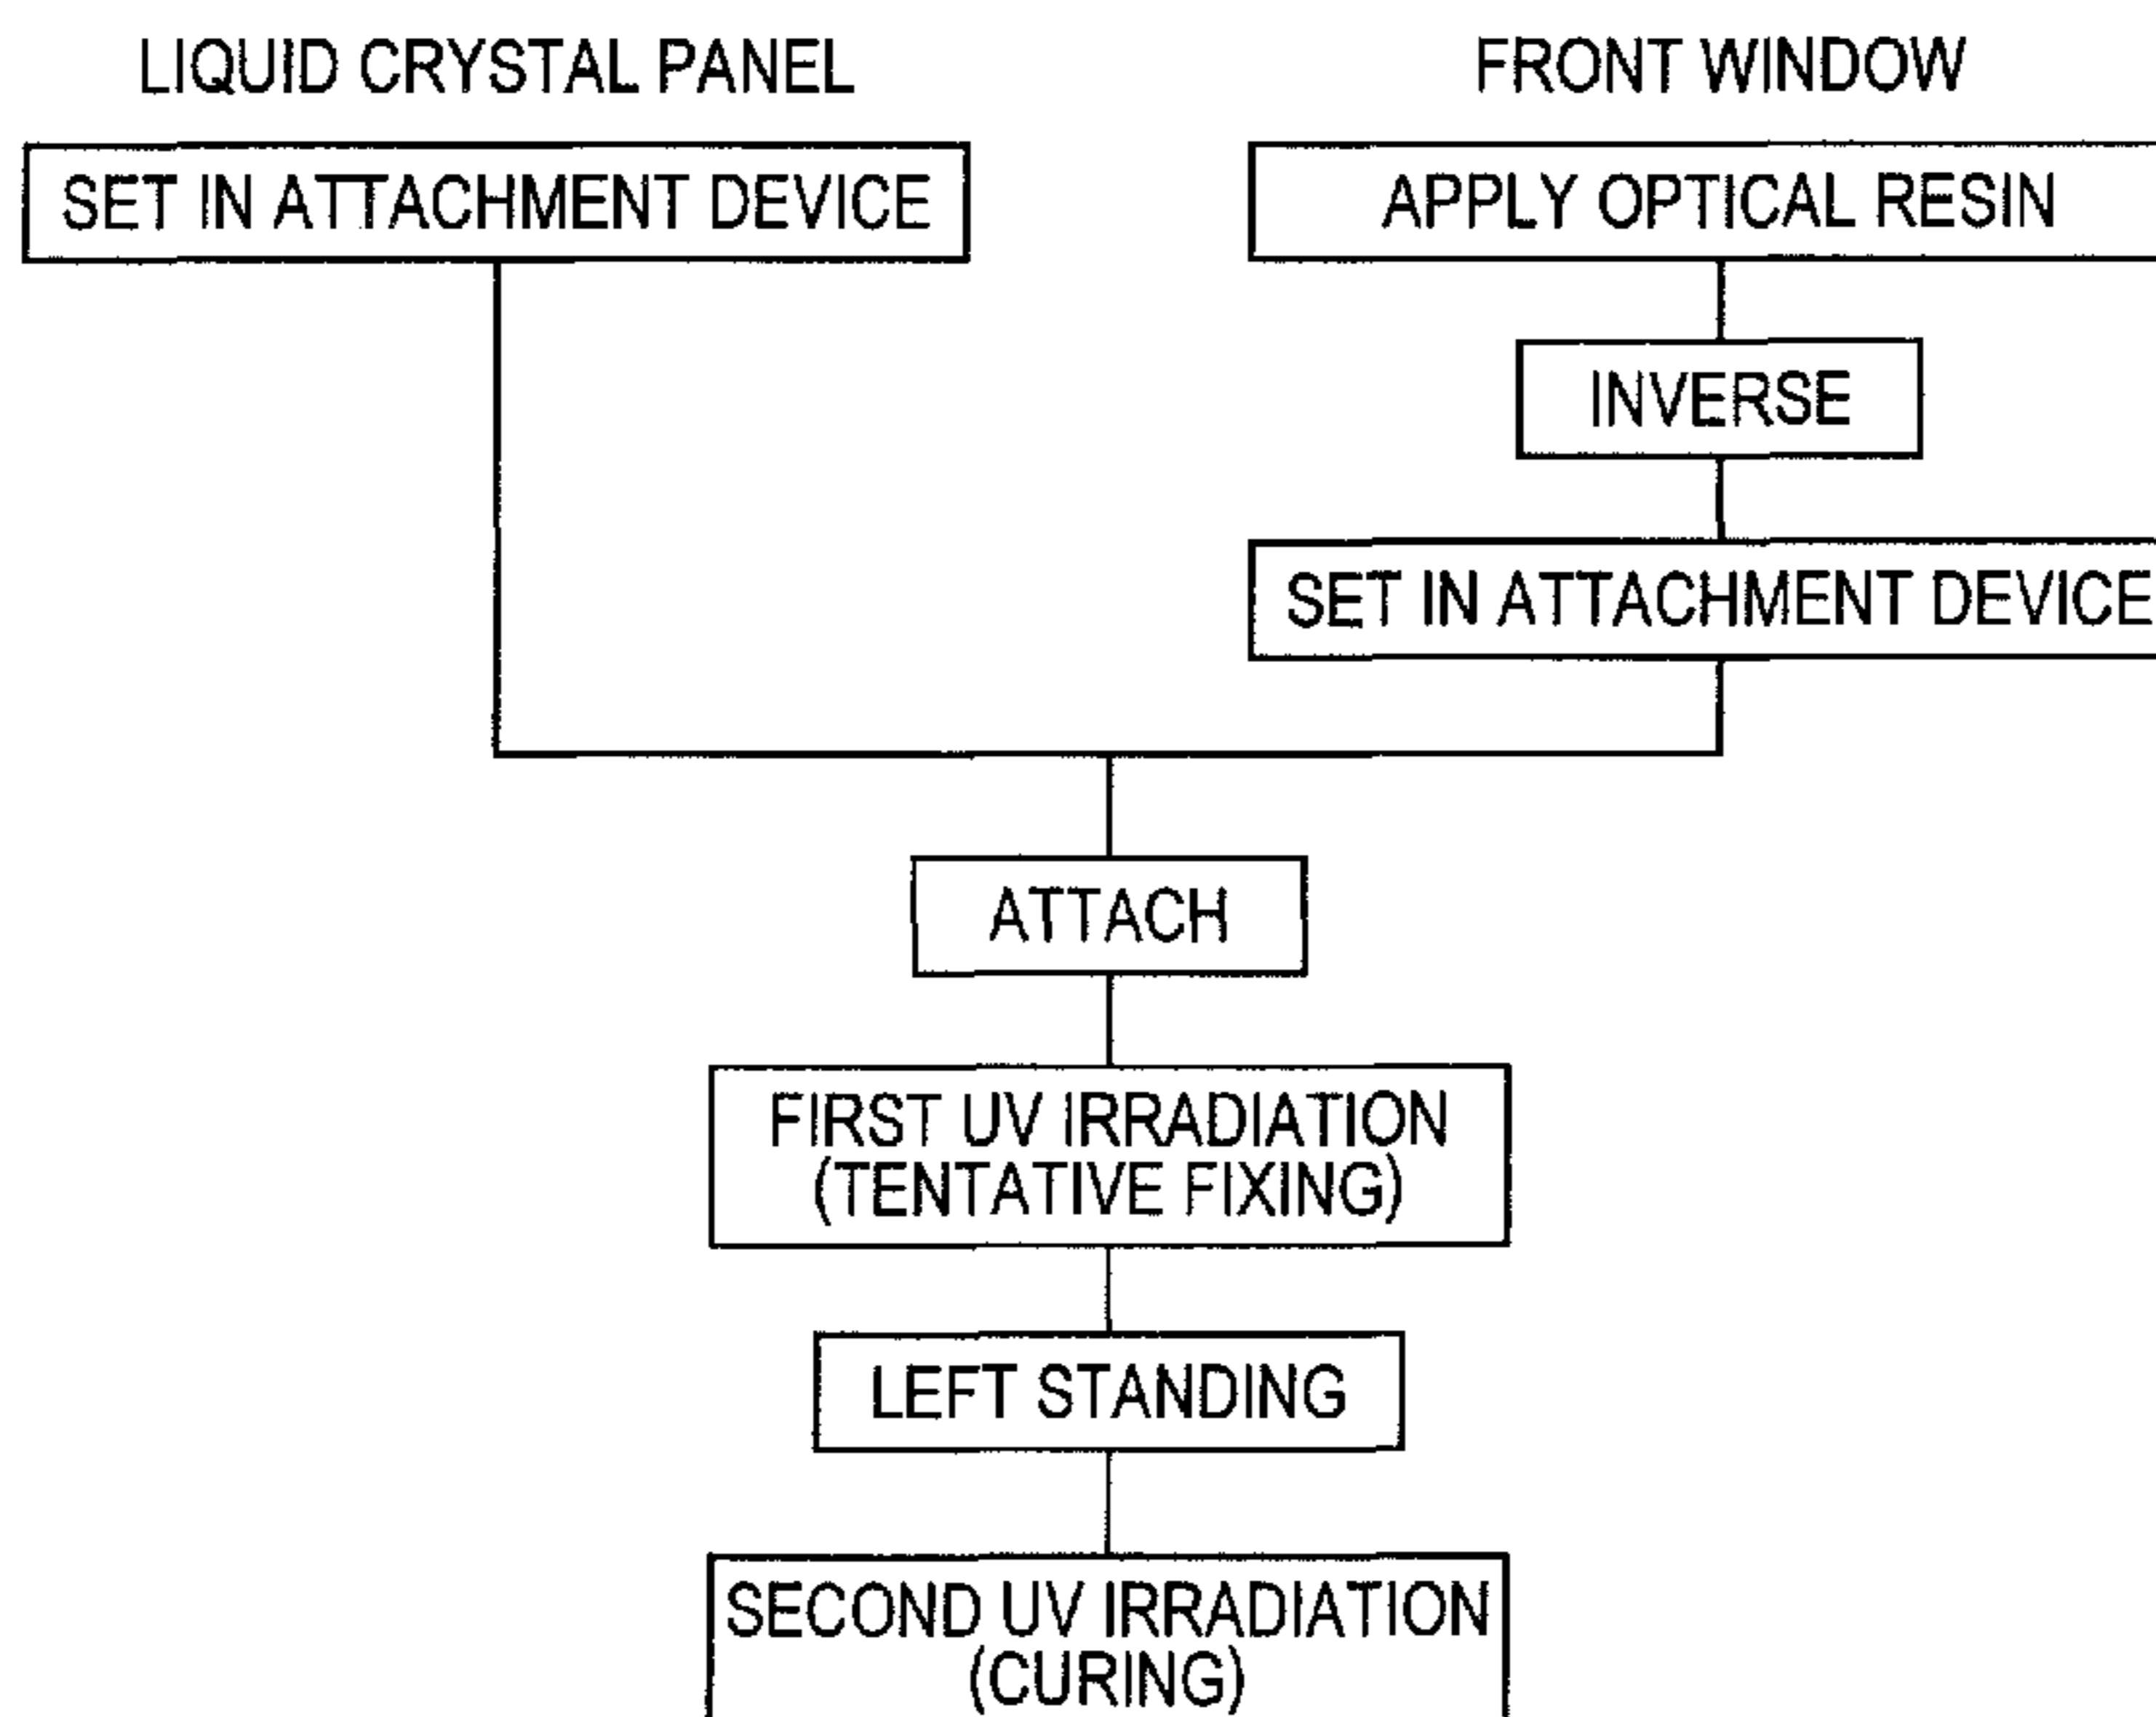 LIQUID CRYSTAL PANEL
FRONT WINDOW
SET IN ATTACHMENT DEVICE
APPLY OPTICAL RESIN
INVERSE
SET IN ATTACHMENT DEVICE
ATTACH
FIRST UV IRRADIATION
(TENTATIVE FIXING)
LEFT STANDING
SECOND UV IRRADIATION
(CURING)